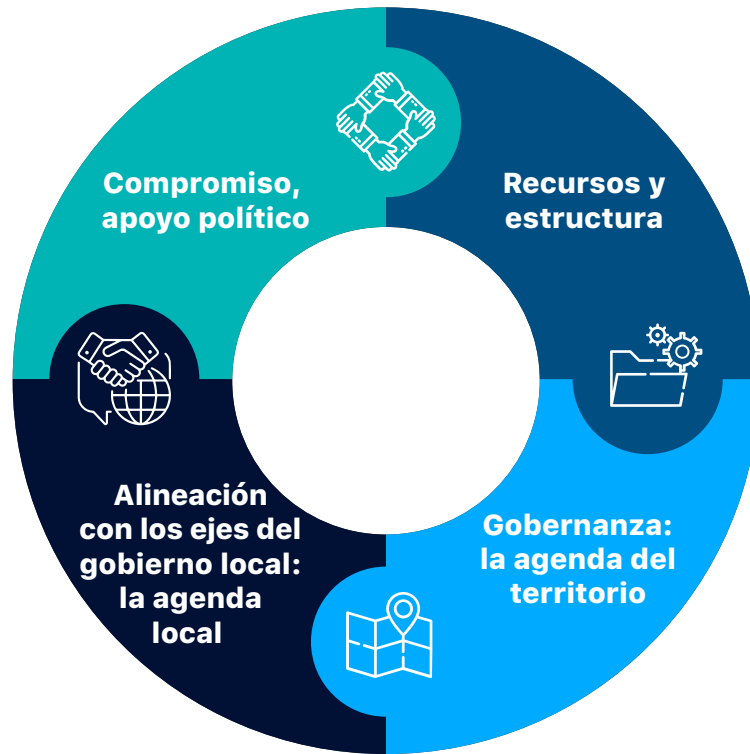 Compromiso,
apoyo político
Recursos y
estructura
Alineación
con los ejes del
gobierno local:
la agenda
local
Gobernanza:
la agenda del
territorio